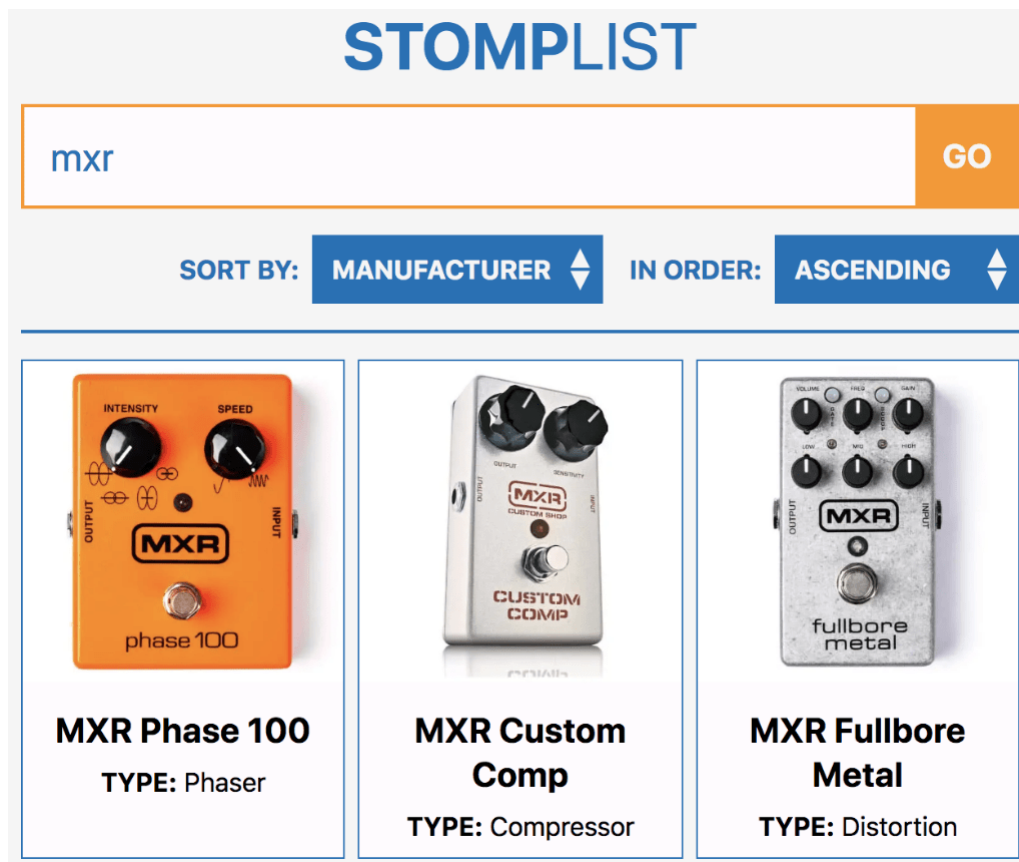 STOMPLIST
mxr
GO
SORT BY: MANUFACTURER IN ORDER: ASCENDING
INTENSITY SPEED
OUTPUT INPUT
MXR
phase 100
OUTPUT SENSITIVITY
OUTPUT INPUT
MXR
CUSTOM SHOP
CUSTOM
COMP
VOLUME FREQ GAIN
LOW MID HIGH
OUTPUT INPUT
MXR
fullbore
metal
MXR Phase 100
TYPE: Phaser
MXR Custom
Comp
TYPE: Compressor
MXR Fullbore
Metal
TYPE: Distortion